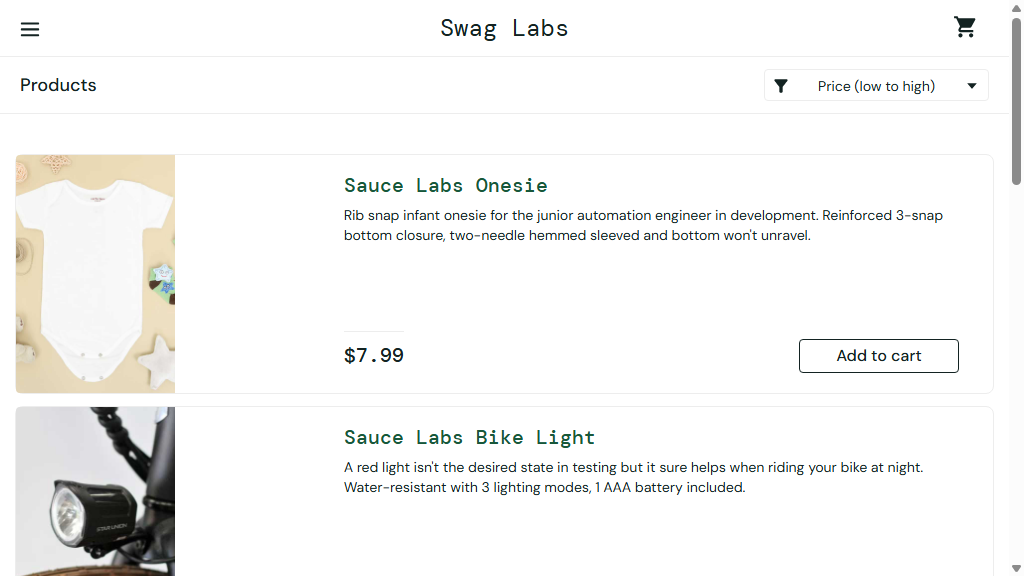 Swag Labs
Products
Price (low to high)
Sauce Labs Onesie
Rib snap infant onesie for the junior automation engineer in development. Reinforced 3-snap
bottom closure, two-needle hemmed sleeved and bottom won't unravel.
$7.99
Add to cart
Sauce Labs Bike Light
A red light isn't the desired state in testing but it sure helps when riding your bike at night.
Water-resistant with 3 lighting modes, 1 AAA battery included.